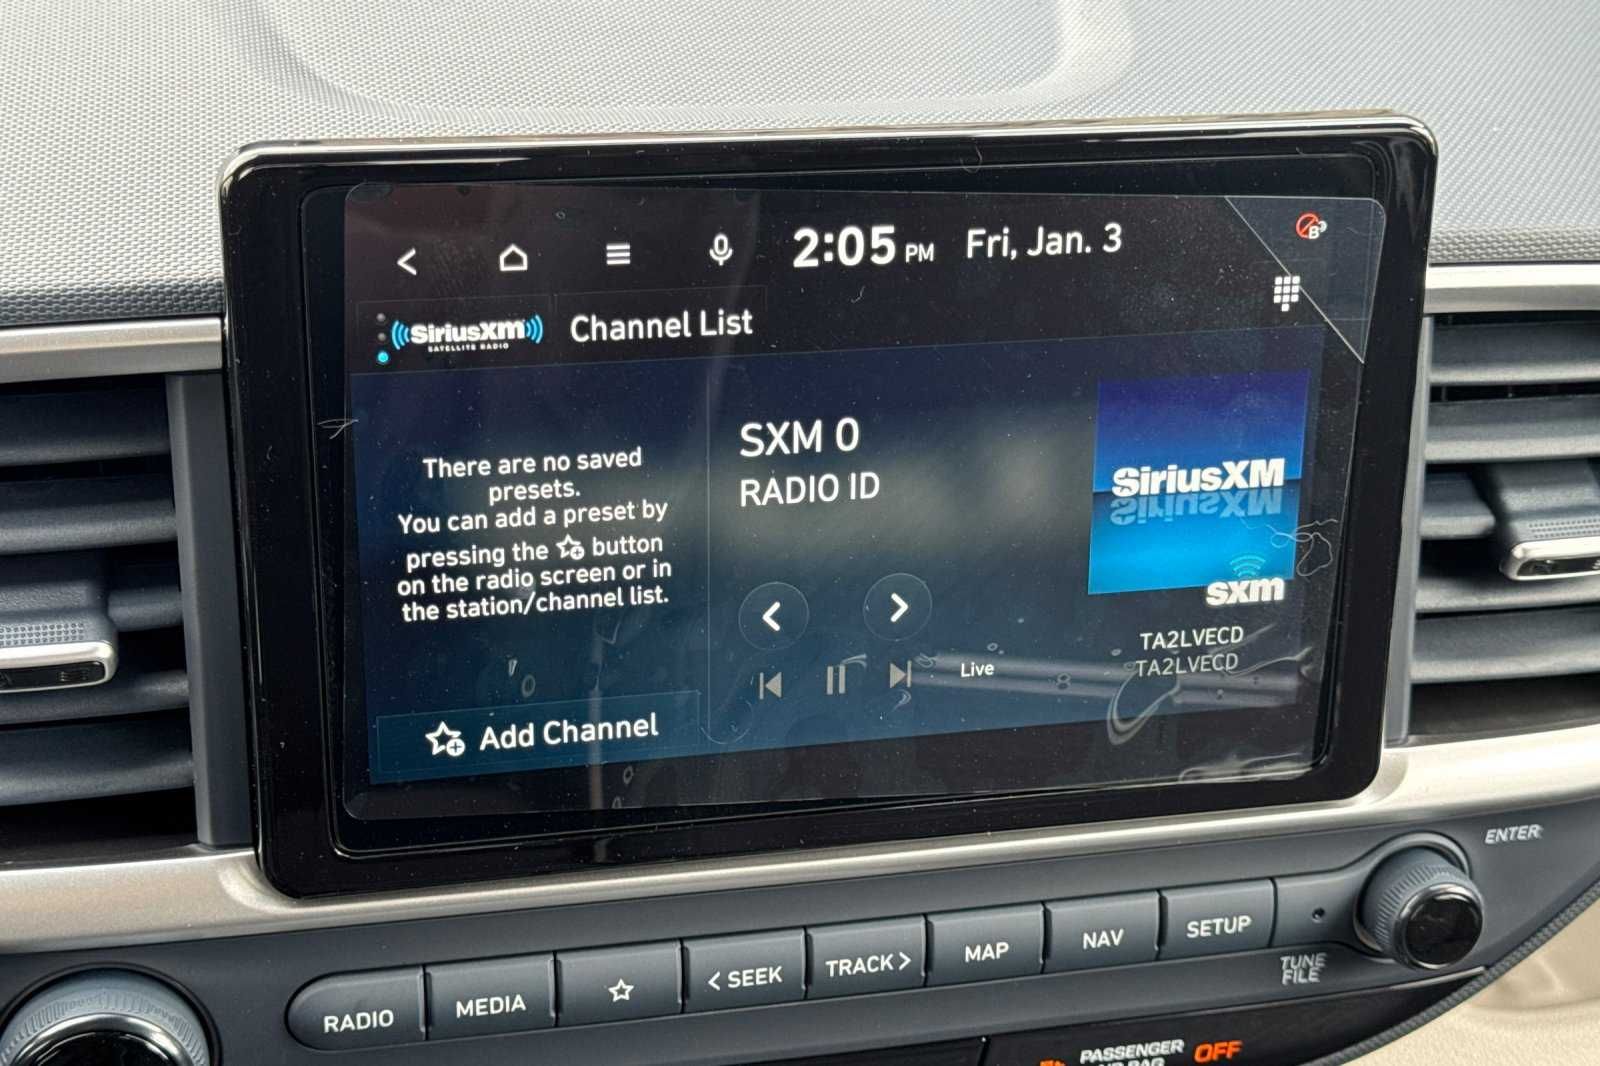 2:05 PM Fri, Jan. 3
SiriusXM
SATELLITE RADIO
Channel List
There are no saved
presets.
You can add a preset by
pressing the button
on the radio screen or in
the station/channel list.
Add Channel
SXM 0
RADIO ID
Live
SiriusXM
sxm
TA2LVECD
TA2LVECD
ENTER
RADIO
MEDIA
< SEEK
TRACK >
MAP
NAV
SETUP
TUNE
FILE
PASSENGER
AIR BAG
OFF